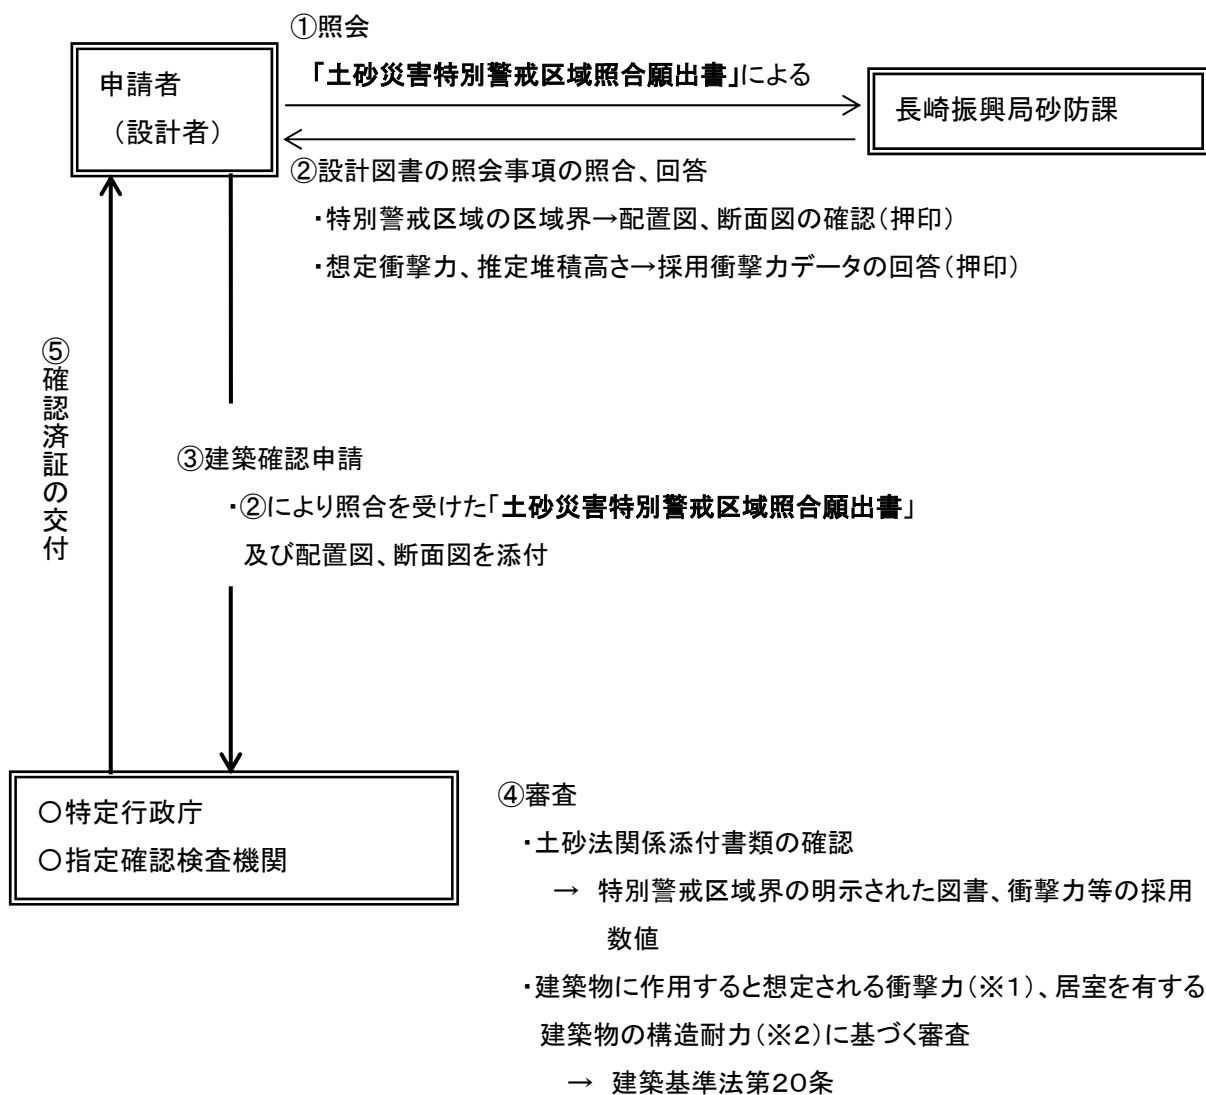 ①照会
「土砂災害特別警戒区域照合願出書」による
申請者
（設計者）
長崎振興局砂防課
②設計図書の照会事項の照合、回答
・特別警戒区域の区域界→配置図、断面図の確認（押印）
・想定衝撃力、推定堆積高さ→採用衝撃力データの回答（押印）
⑤確認済証の交付
③建築確認申請
・②により照合を受けた「土砂災害特別警戒区域照合願出書」
及び配置図、断面図を添付
○特定行政庁
○指定確認検査機関
④審査
・土砂法関係添付書類の確認
→ 特別警戒区域界の明示された図書、衝撃力等の採用
数値
・建築物に作用すると想定される衝撃力（※１）、居室を有する
建築物の構造耐力（※２）に基づく審査
→ 建築基準法第２０条